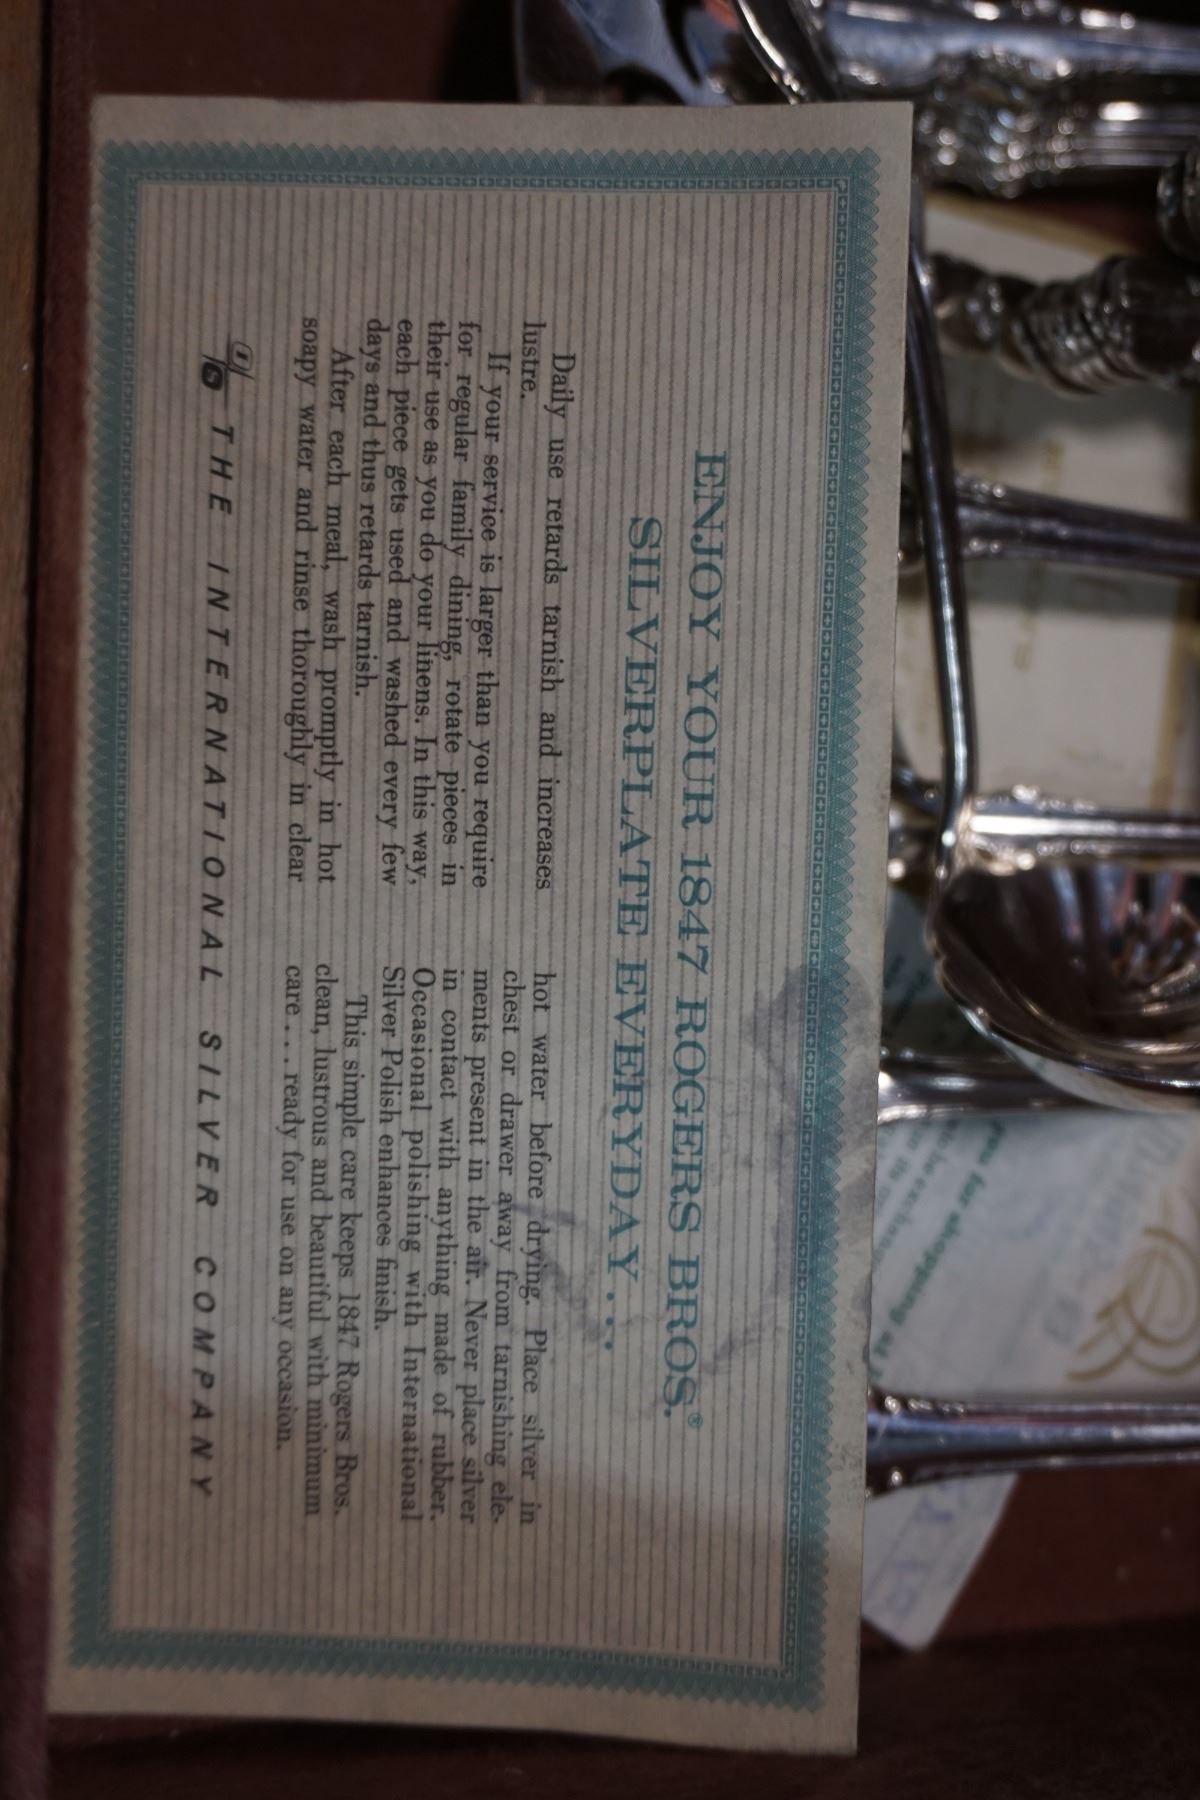 ENJOY YOUR 1847 ROGERS BROS.®
SILVERPLATE EVERYDAY...
Daily use retards tarnish and increases
lustre.
If your service is larger than you require
for regular family dining, rotate pieces in
their use as you do your linens. In this way,
each piece gets used and washed every few
days and thus retards tarnish.
After each meal, wash promptly in hot
soapy water and rinse thoroughly in clear
hot water before drying. Place silver in
chest or drawer away from tarnishing ele-
ments present in the air. Never place silver
in contact with anything made of rubber.
Occasional polishing with International
Silver Polish enhances finish.
This simple care keeps 1847 Rogers Bros.
clean, lustrous and beautiful with minimum
care... ready for use on any occasion.
I S THE INTERNATIONAL SILVER COMPANY
for shopping at